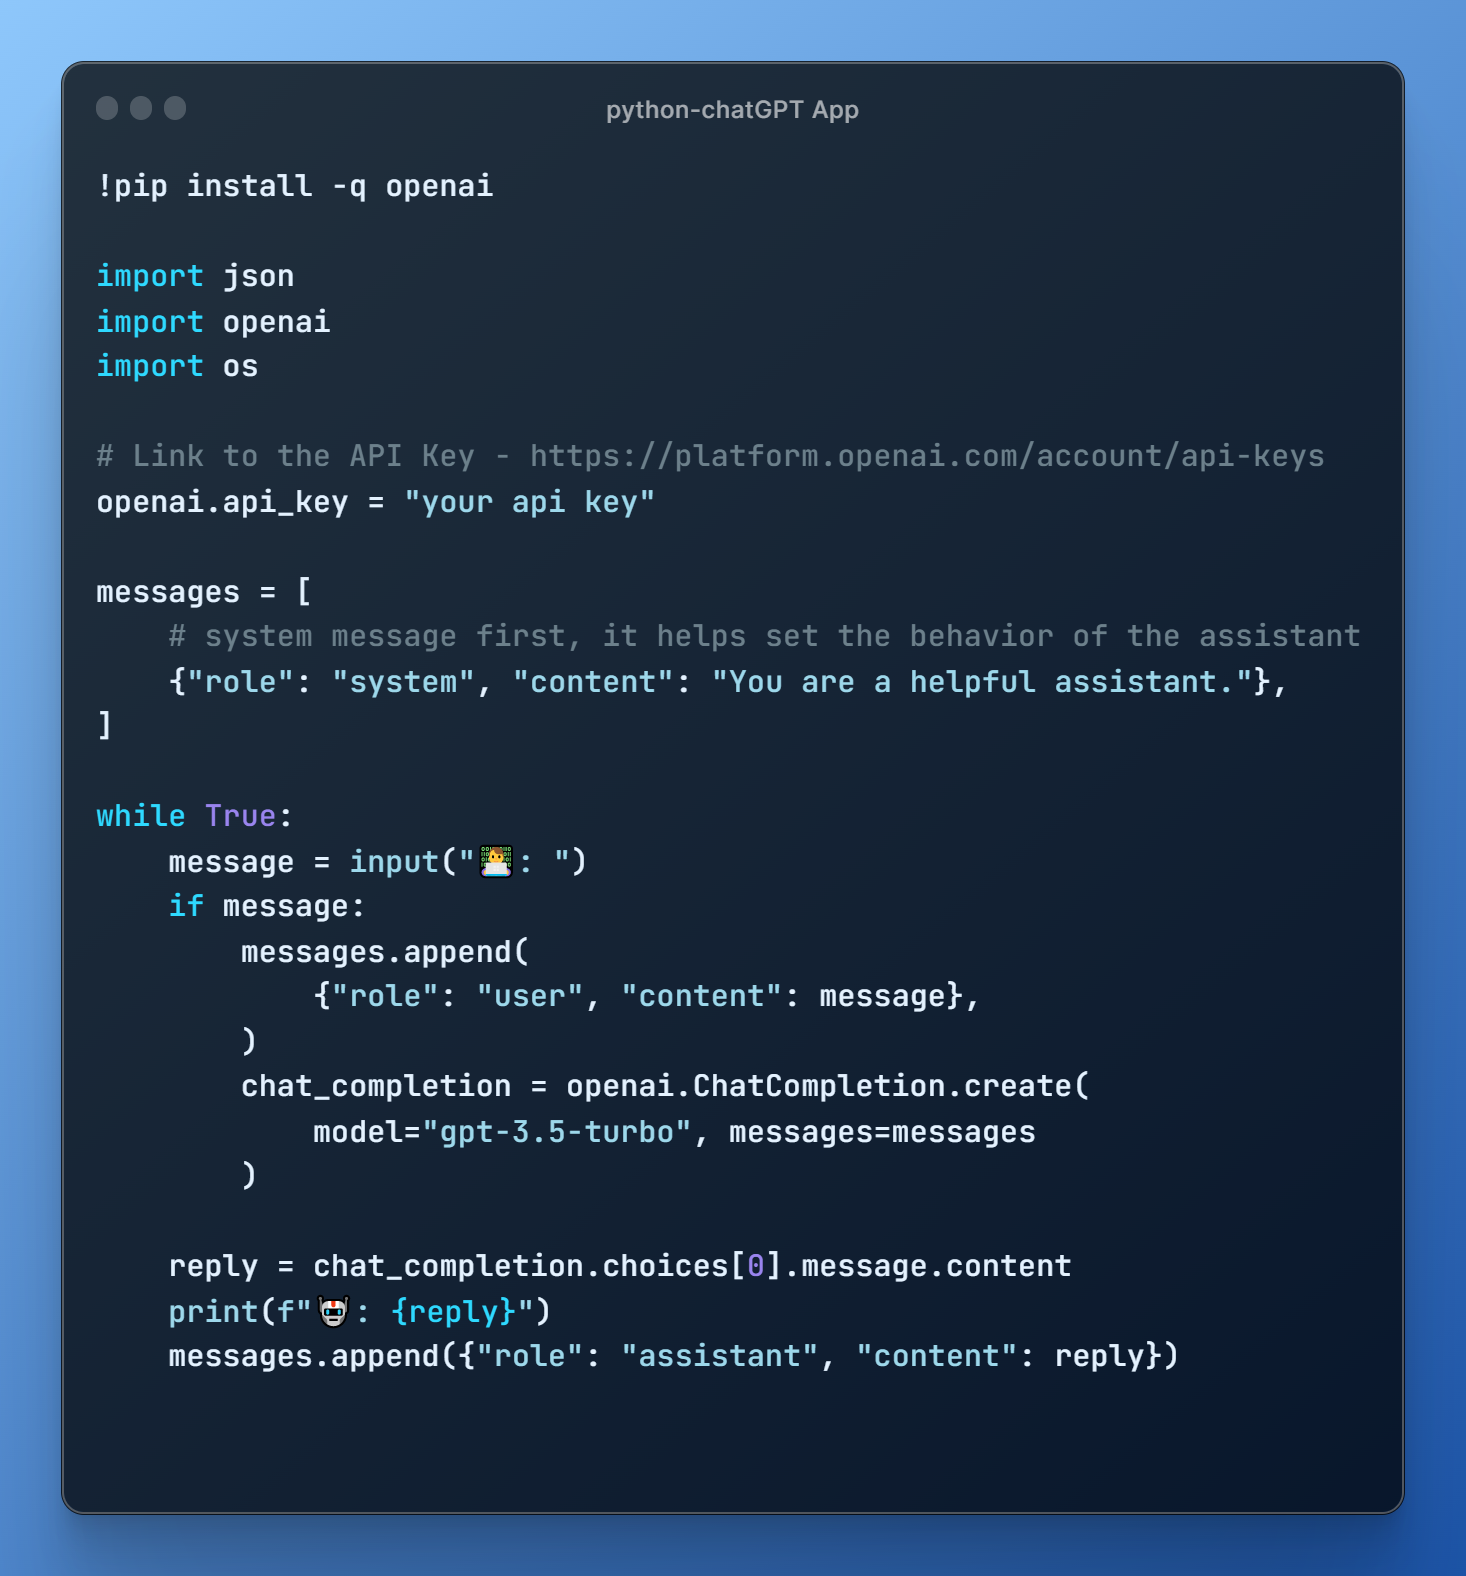 python-chatGPT App
!pip install -q openai
import json
import openai
import os
# Link to the API Key - https://platform.openai.com/account/api-keys
openai.api_key = "your api key"
messages = [
    # system message first, it helps set the behavior of the assistant
    {"role": "system", "content": "You are a helpful assistant."},
]
while True:
    message = input("👨‍💻: ")
    if message:
        messages.append(
            {"role": "user", "content": message},
        )
        chat_completion = openai.ChatCompletion.create(
            model="gpt-3.5-turbo", messages=messages
        )
    reply = chat_completion.choices[0].message.content
    print(f"🤖: {reply}")
    messages.append({"role": "assistant", "content": reply})